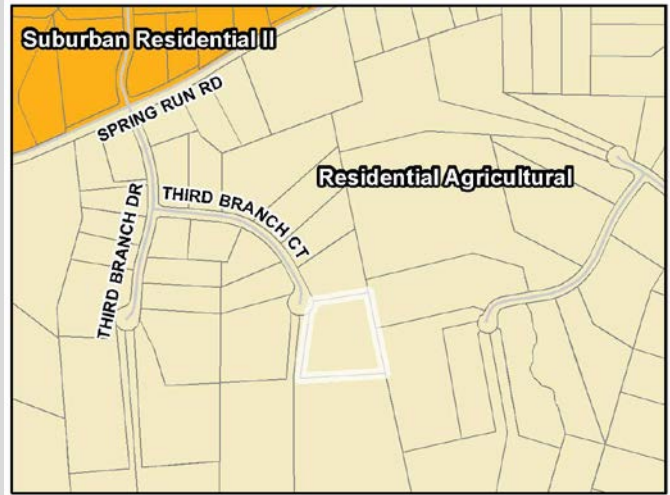 Suburban Residential II
SPRING RUN RD
Residential Agricultural
THIRD BRANCH CT
THIRD BRANCH DR